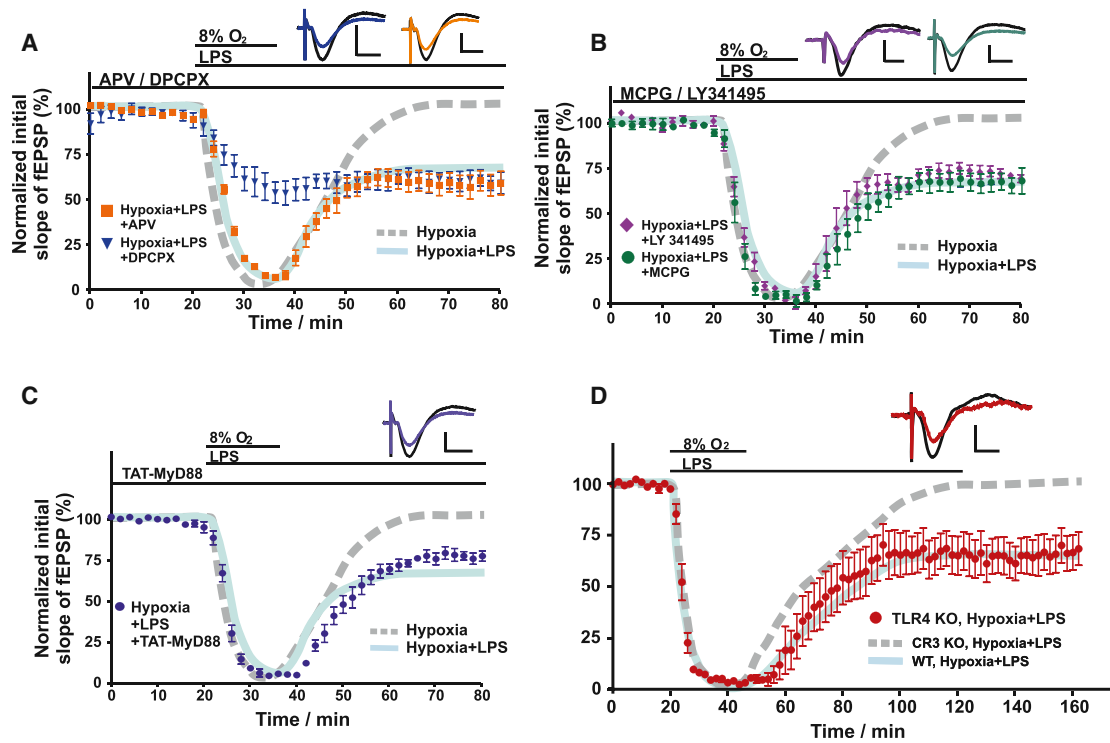 A
8% O2
LPS
APV / DPCPX
Normalized initial
slope of fEPSP (%)
100
75
50
25
0
Hypoxia+LPS
+APV
Hypoxia+LPS
+DPCPX
Hypoxia
Hypoxia+LPS
0 10 20 30 40 50 60 70 80
Time / min
B
8% O2
LPS
MCPG / LY341495
Normalized initial
slope of fEPSP (%)
100
75
50
25
0
Hypoxia+LPS
+LY 341495
Hypoxia+LPS
+MCPG
Hypoxia
Hypoxia+LPS
0 10 20 30 40 50 60 70 80
Time / min
C
8% O2
LPS
TAT-MyD88
Normalized initial
slope of fEPSP (%)
100
75
50
25
0
Hypoxia
+LPS
+TAT-MyD88
Hypoxia
Hypoxia+LPS
0 10 20 30 40 50 60 70 80
Time / min
D
8% O2
LPS
Normalized initial
slope of fEPSP (%)
100
75
50
25
0
TLR4 KO, Hypoxia+LPS
CR3 KO, Hypoxia+LPS
WT, Hypoxia+LPS
0 20 40 60 80 100 120 140 160
Time / min